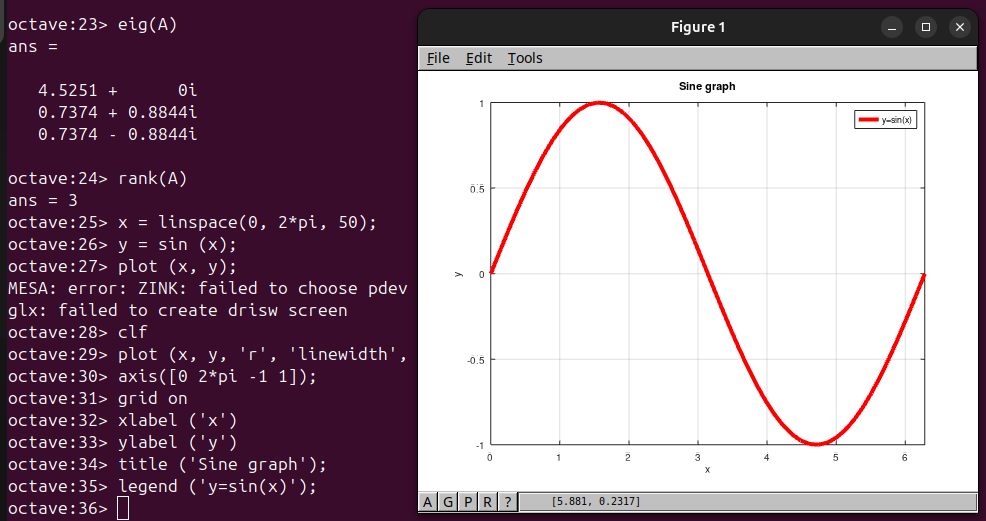 octave:23> eig(A)
ans =
4.5251 + 0i
0.7374 + 0.8844i
0.7374 - 0.8844i
octave:24> rank(A)
ans = 3
octave:25> x = linspace(0, 2*pi, 50);
octave:26> y = sin (x);
octave:27> plot (x, y);
MESA: error: ZINK: failed to choose pdev
glx: failed to create drisw screen
octave:28> clf
octave:29> plot (x, y, 'r', 'linewidth',
octave:30> axis([0 2*pi -1 1]);
octave:31> grid on
octave:32> xlabel ('x')
octave:33> ylabel ('y')
octave:34> title ('Sine graph');
octave:35> legend ('y=sin(x)');
octave:36>
Figure 1
File Edit Tools
Sine graph
y=sin(x)
1
0.5
0
-0.5
-1
y
0 1 2 3 4 5 6
x
A G P R ? [5.881, 0.2317]